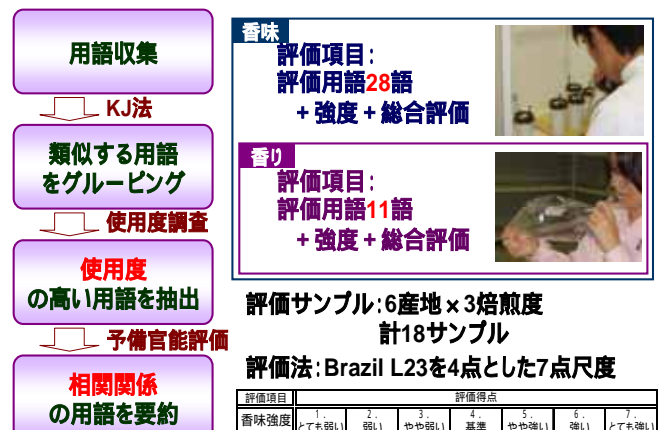 用語収集
KJ法
類似する用語
をグルーピング
使用度調査
使用度
の高い用語を抽出
予備官能評価
相関関係
の用語を要約
香味
評価項目：
評価用語28語
+ 強度 + 総合評価
香り
評価項目：
評価用語11語
+ 強度 + 総合評価
評価サンプル：6産地×3焙煎度
計18サンプル
評価法：Brazil L23を4点とした7点尺度
評価項目 評価得点
香味強度 1. とても弱い 2. 弱い 3. やや弱い 4. 基準 5. やや強い 6. 強い 7. とても強い